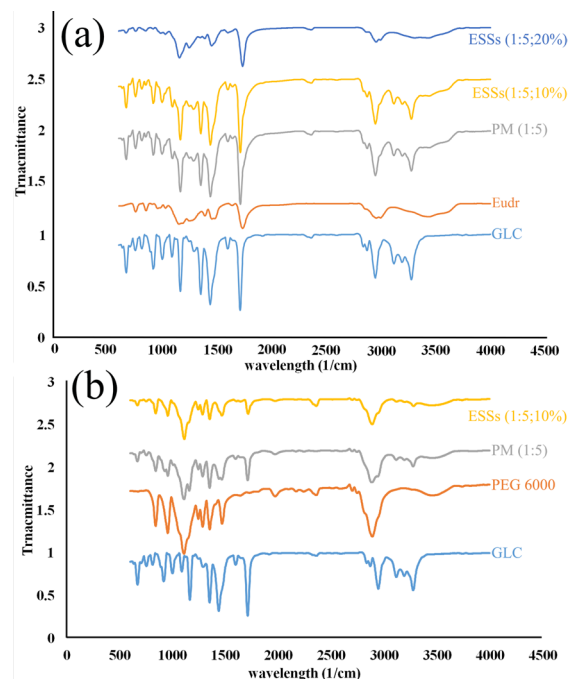 (a)
3
2.5
2
1.5
1
0.5
0
Trnacmittance
ESSs (1:5;20%)
ESSs(1:5;10%)
PM (1:5)
Eudr
GLC
0 500 1000 1500 2000 2500 3000 3500 4000 4500
wavelength (1/cm)
(b)
3
2.5
2
1.5
1
0.5
0
Trnacmittance
ESSs (1:5;10%)
PM (1:5)
PEG 6000
GLC
0 500 1000 1500 2000 2500 3000 3500 4000 4500
wavelength (1/cm)